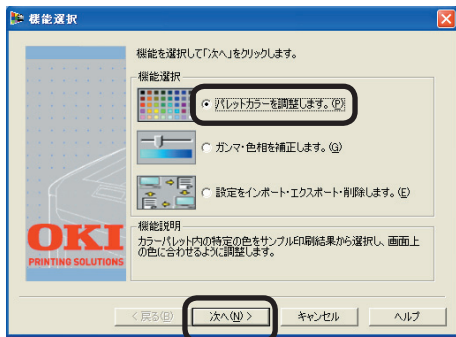 機能選択
機能を選択して「次へ」をクリックします。
機能選択
パレットカラーを調整します。(P)
ガンマ・色相を補正します。(G)
設定をインポート・エクスポート・削除します。(E)
OKI
PRINTING SOLUTIONS
機能説明
カラーパレット内の特定の色をサンプル印刷結果から選択し、画面上
の色に合わせるように調整します。
< 戻る(B)
次へ(N) >
キャンセル
ヘルプ